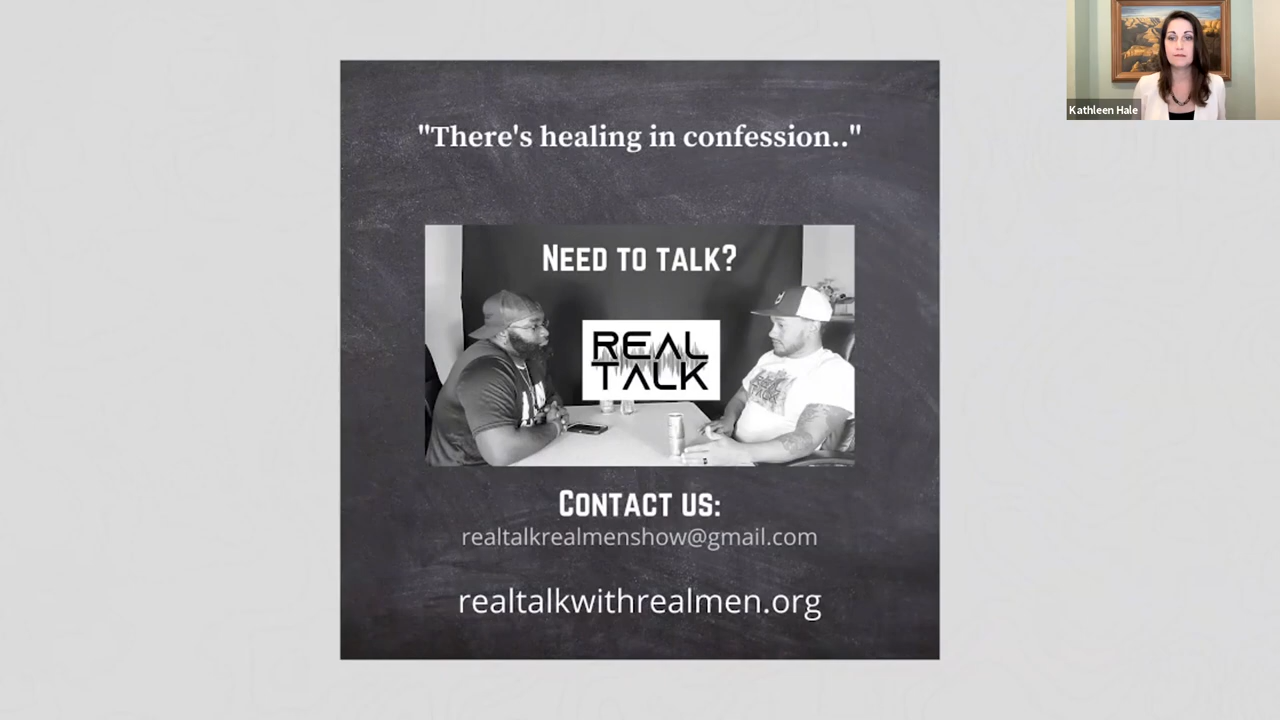 "There's healing in confession.."
NEED TO TALK?
REAL
TALK
CONTACT US:
realtalkrealmenshow@gmail.com
realtalkwithrealmen.org
Kathleen Hale